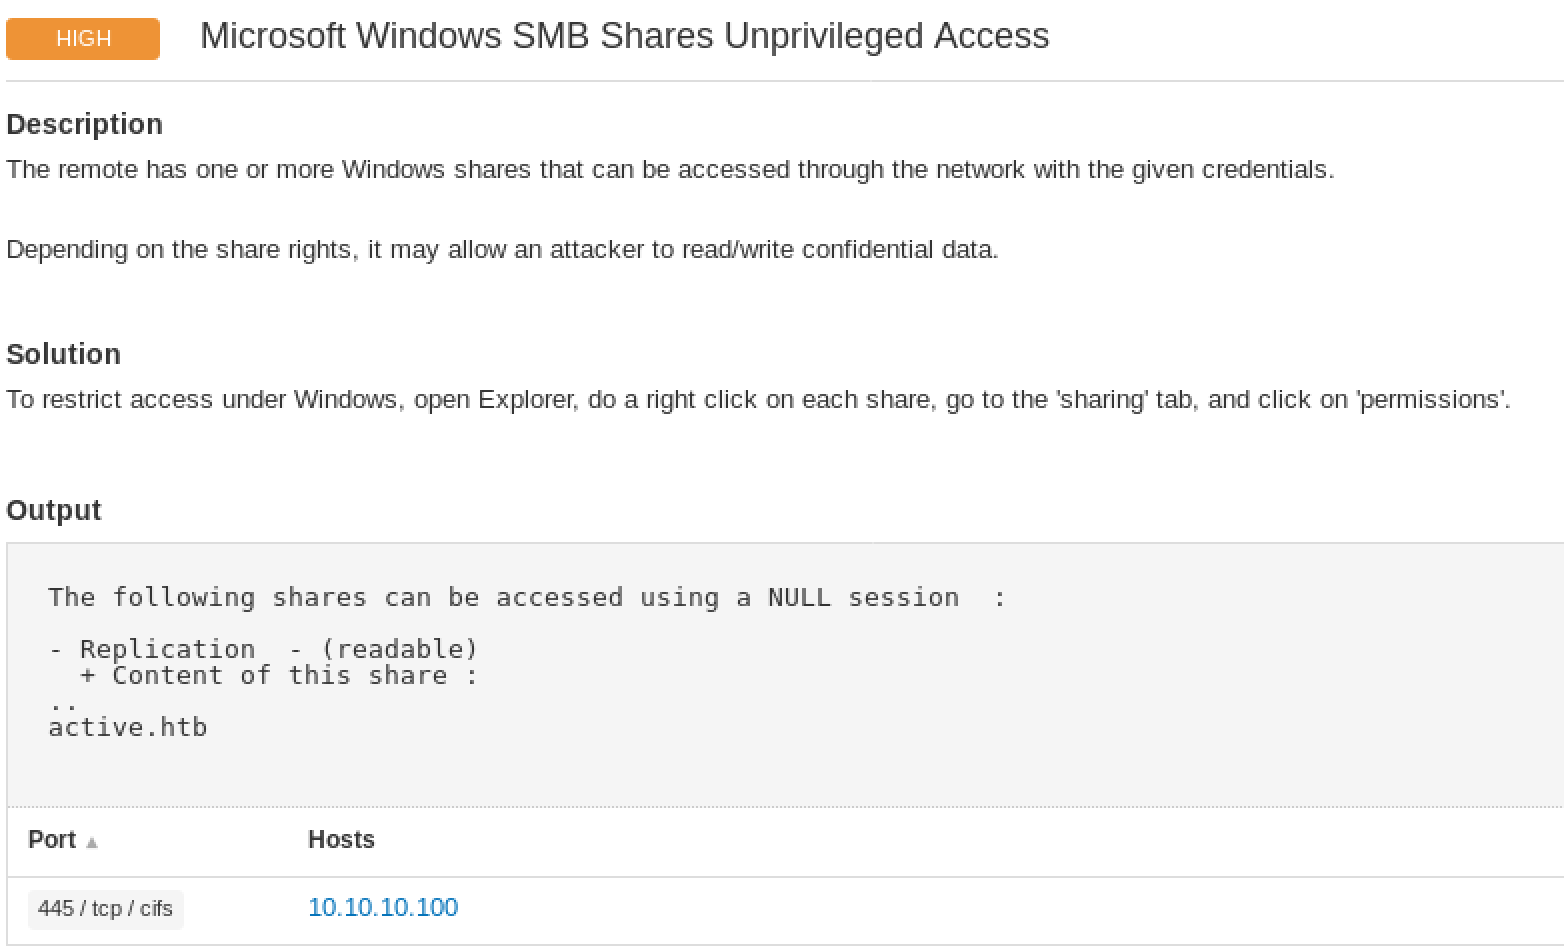 HIGH
Microsoft Windows SMB Shares Unprivileged Access
Description
The remote has one or more Windows shares that can be accessed through the network with the given credentials.
Depending on the share rights, it may allow an attacker to read/write confidential data.
Solution
To restrict access under Windows, open Explorer, do a right click on each share, go to the 'sharing' tab, and click on 'permissions'.
Output
The following shares can be accessed using a NULL session  :
- Replication  - (readable)
+ Content of this share :
..
active.htb
Port ▲
Hosts
445 / tcp / cifs
10.10.10.100